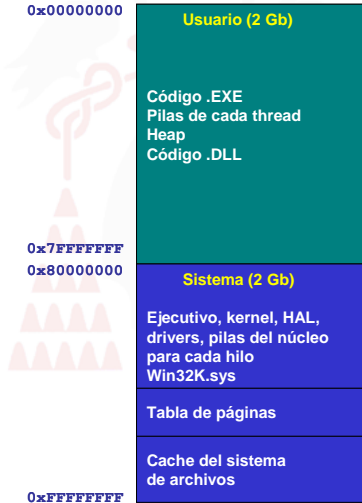 0x00000000
Usuario (2 Gb)
Código .EXE
Pilas de cada thread
Heap
Código .DLL
0x7FFFFFFF
0x80000000
Sistema (2 Gb)
Ejecutivo, kernel, HAL,
drivers, pilas del núcleo
para cada hilo
Win32K.sys
Tabla de páginas
Cache del sistema
de archivos
0xFFFFFFFF